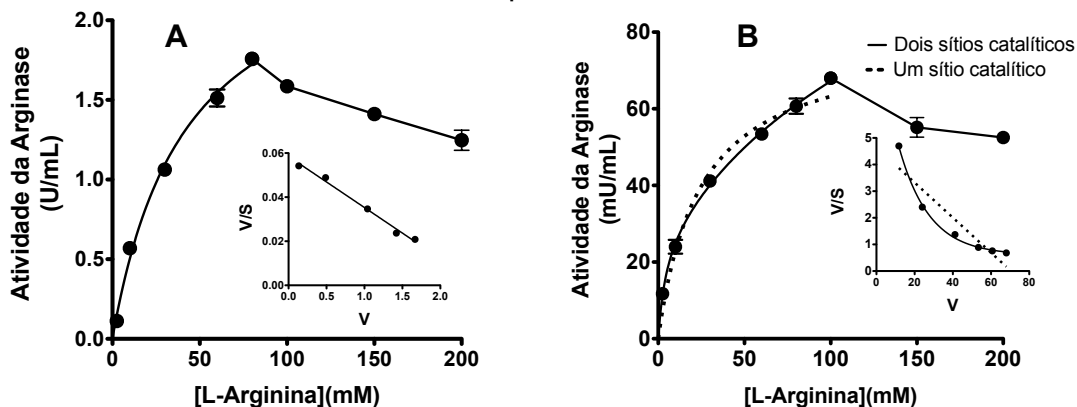 A
Atividade da Arginase
(U/mL)
2.0
1.5
1.0
0.5
0.0
0 50 100 150 200
[L-Arginina](mM)
V/S
0.06
0.04
0.02
0.00
0.0 0.5 1.0 1.5 2.0
V
B
Dois sítios catalíticos
Um sítio catalítico
Atividade da Arginase
(mU/mL)
80
60
40
20
0
0 50 100 150 200
[L-Arginina](mM)
V/S
5
4
3
2
1
0
0 20 40 60 80
V